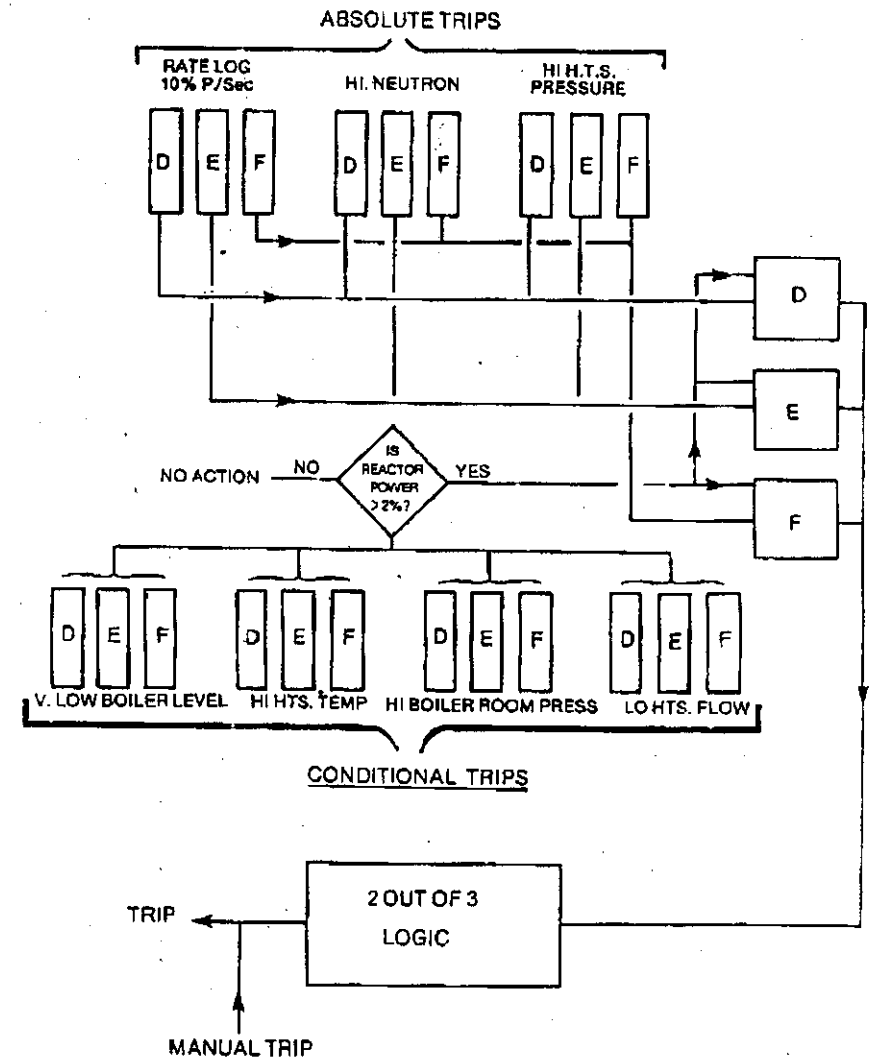 ABSOLUTE TRIPS
RATE LOG
10% P/Sec
HI. NEUTRON
HI H.T.S.
PRESSURE
D E F
D E F
D E F
D
E
F
IS
REACTOR
POWER
>2%?
NO ACTION
NO
YES
D E F
D E F
D E F
D E F
V. LOW BOILER LEVEL
HI HTS. TEMP
HI BOILER ROOM PRESS
LO HTS. FLOW
CONDITIONAL TRIPS
2 OUT OF 3
LOGIC
TRIP
MANUAL TRIP